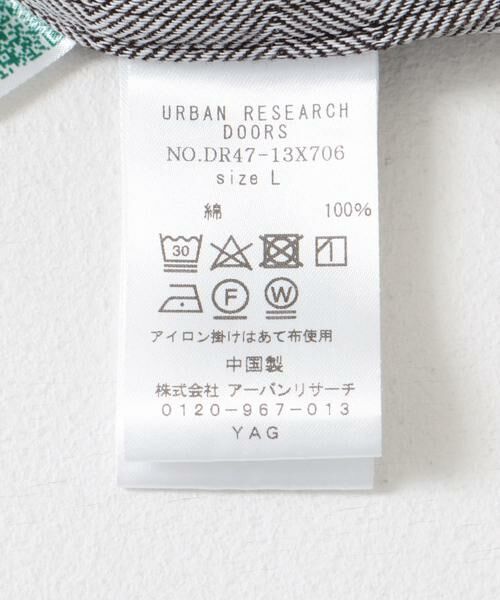 URBAN RESEARCH
DOORS
NO.DR47-13X706
size L
綿 100%
30
F W
アイロン掛けはあて布使用
中国製
株式会社 アーバンリサーチ
0120-967-013
YAG